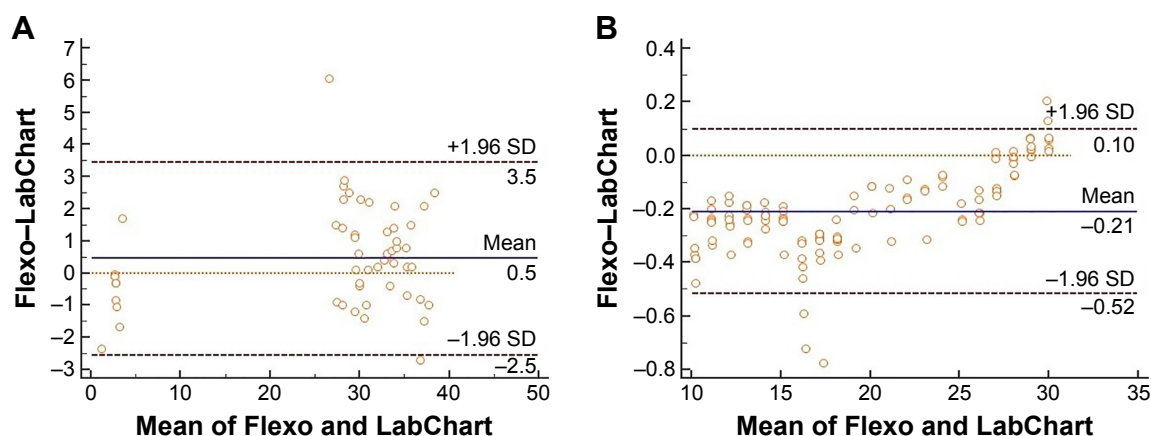 A
Flexo–LabChart
7
6
5
4
3
2
1
0
–1
–2
–3
+1.96 SD
3.5
Mean
0.5
–1.96 SD
–2.5
0 10 20 30 40 50
Mean of Flexo and LabChart
B
Flexo–LabChart
0.4
0.2
0.0
–0.2
–0.4
–0.6
–0.8
+1.96 SD
0.10
Mean
–0.21
–1.96 SD
–0.52
10 15 20 25 30 35
Mean of Flexo and LabChart